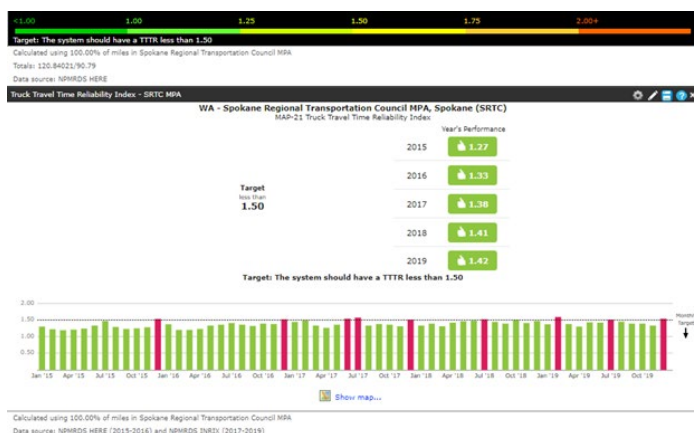 <1.00 1.00 1.25 1.50 1.75 2.00+
Target: The system should have a TTTR less than 1.50
Calculated using 100.00% of miles in Spokane Regional Transportation Council MPA
Totals: 120.84021/90.79
Data source: NPMRDS HERE
Truck Travel Time Reliability Index - SRTC MPA
WA - Spokane Regional Transportation Council MPA, Spokane (SRTC)
MAP-21 Truck Travel Time Reliability Index
Year's Performance
2015 1.27
2016 1.33
Target
less than
1.50
2017 1.38
2018 1.41
2019 1.42
Target: The system should have a TTTR less than 1.50
2.00
1.50
1.00
0.50
Monthly
Target
Jan '15 Apr '15 Jul '15 Oct '15 Jan '16 Apr '16 Jul '16 Oct '16 Jan '17 Apr '17 Jul '17 Oct '17 Jan '18 Apr '18 Jul '18 Oct '18 Jan '19 Apr '19 Jul '19 Oct '19
Show map...
Calculated using 100.00% of miles in Spokane Regional Transportation Council MPA
Data source: NPMRDS HERE (2015-2016) and NPMRDS INRIX (2017-2019)